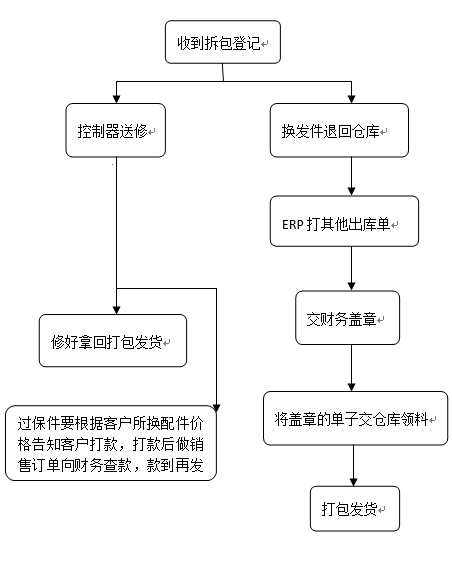 收到拆包登记
控制器送修
换发件退回仓库
ERP 打其他出库单
交财务盖章
修好拿回打包发货
将盖章的单子交仓库领料
过保件要根据客户所换配件价
格告知客户打款，打款后做销
售订单向财务查款，款到再发
打包发货